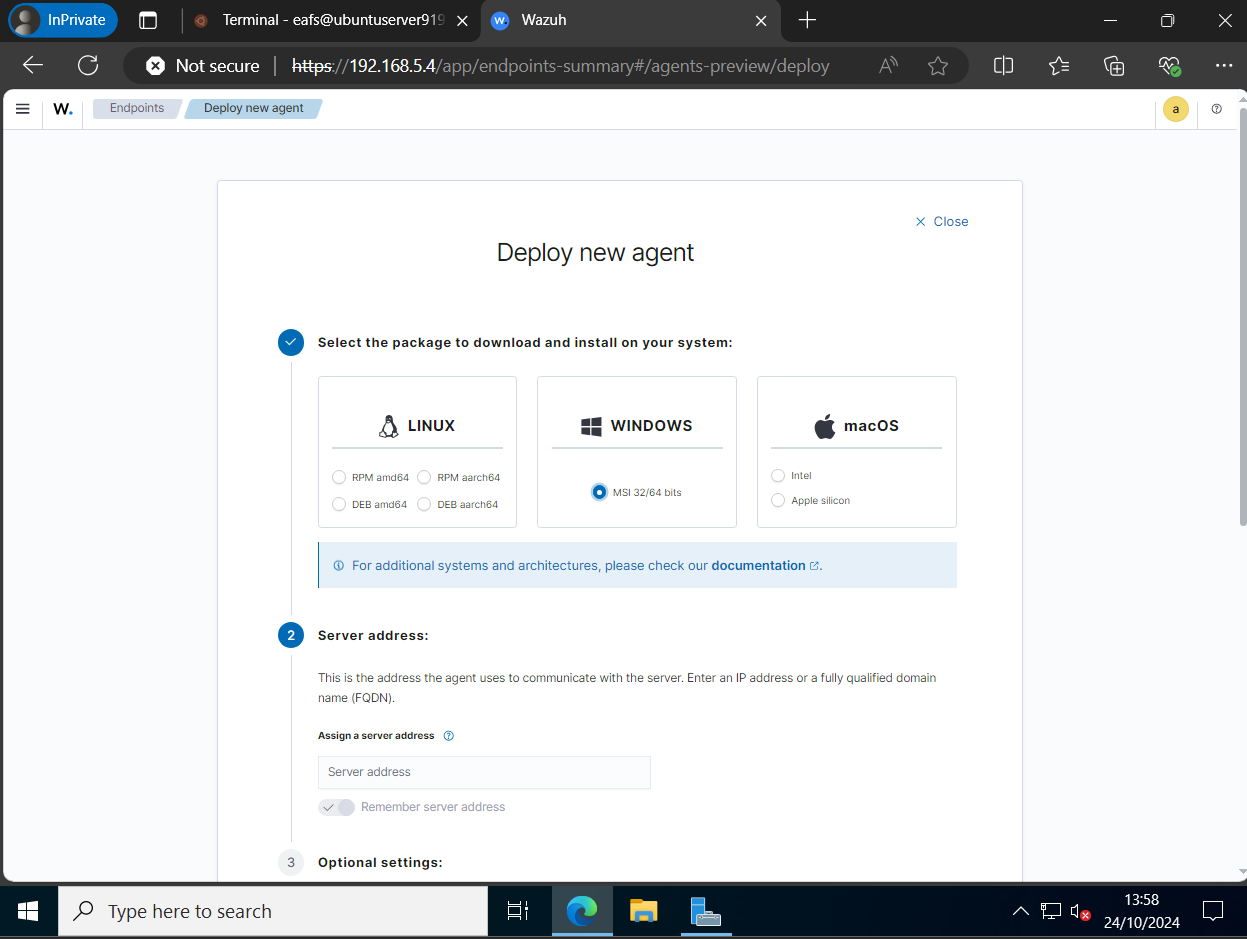 InPrivate
Terminal - eafs@ubuntuserver919
Wazuh
Not secure
https://192.168.5.4/app/endpoints-summary#/agents-preview/deploy
W.
Endpoints
Deploy new agent
a
Close
Deploy new agent
Select the package to download and install on your system:
LINUX
RPM amd64
RPM aarch64
DEB amd64
DEB aarch64
WINDOWS
MSI 32/64 bits
macOS
Intel
Apple silicon
For additional systems and architectures, please check our documentation.
2 Server address:
This is the address the agent uses to communicate with the server. Enter an IP address or a fully qualified domain
name (FQDN).
Assign a server address
Server address
Remember server address
3 Optional settings:
Type here to search
13:58
24/10/2024